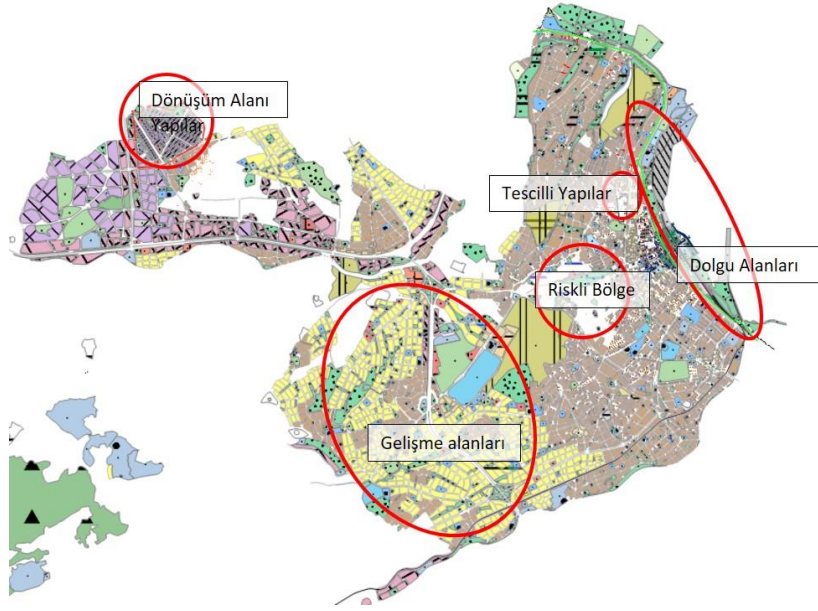 Dönüşüm Alanı
Yapılar
Tescilli Yapılar
Dolgu Alanları
Riskli Bölge
Gelişme alanları